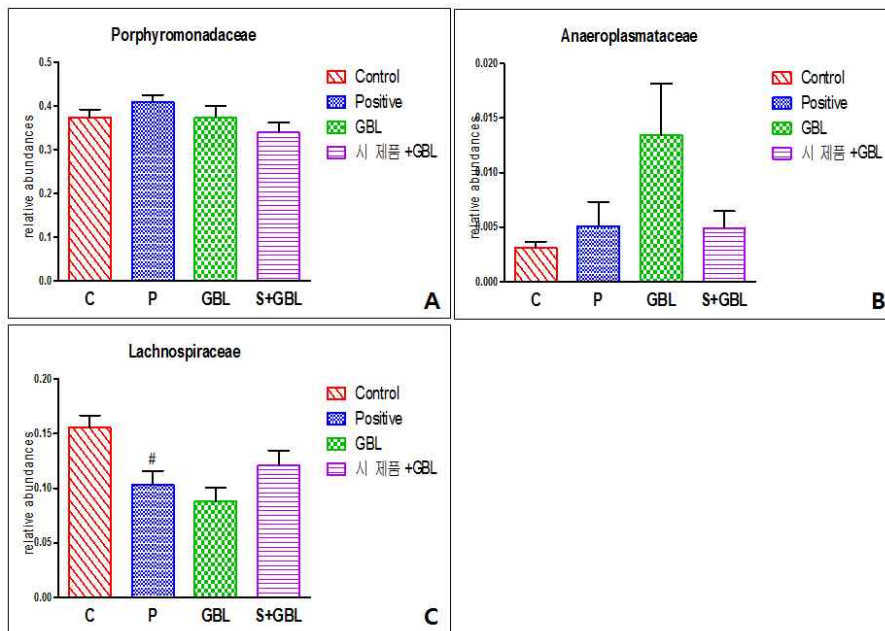 Porphyromonadaceae
relative abundances
0.5
0.4
0.3
0.2
0.1
0.0
C P GBL S+GBL
Control
Positive
GBL
시 제품 +GBL
A
Anaeroplasmataceae
relative abundances
0.020
0.015
0.010
0.005
0.000
C P GBL S+GBL
Control
Positive
GBL
시 제품 +GBL
B
Lachnospiraceae
relative abundances
0.20
0.15
0.10
0.05
0.00
#
C P GBL S+GBL
Control
Positive
GBL
시 제품 +GBL
C